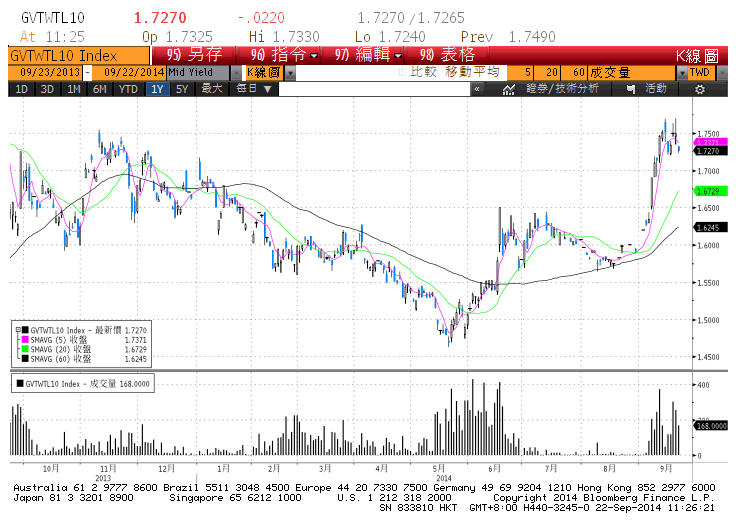 GVTWTL10 1.7270 -.0220 1.7270 /1.7265
At 11:25 Op 1.7325 Hi 1.7330 Lo 1.7240 Prev 1.7490
GVTWTL10 Index 95) 另存 96) 指令 97) 編輯 98) 表格 K線圖
09/23/2013 - 09/22/2014 Mid Yield K線圖 比較 移動平均 5 20 60 成交量 TWD
1D 3D 1M 6M YTD 1Y 5Y 最大 每日 ▼ « 證券/技術分析 活動
1.7500
1.7371
1.7270
1.7000
1.6729
1.6500
1.6245
1.6000
1.5500
1.5000
1.4500
GVTWTL10 Index - 最新價 1.7270
SMAVG (5) 收盤 1.7371
SMAVG (20) 收盤 1.6729
SMAVG (60) 收盤 1.6245
GVTWTL10 Index - 成交量 168.0000
400
200
168.0000
0
10月 11月 12月 1月 2月 3月 4月 5月 6月 7月 8月 9月
2013 2014
Australia 61 2 9777 8600 Brazil 5511 3048 4500 Europe 44 20 7330 7500 Germany 49 69 9204 1210 Hong Kong 852 2977 6000
Japan 81 3 3201 8900 Singapore 65 6212 1000 U.S. 1 212 318 2000 Copyright 2014 Bloomberg Finance L.P.
SN 833810 HKT GMT+8:00 H440-3245-0 22-Sep-2014 11:26:21